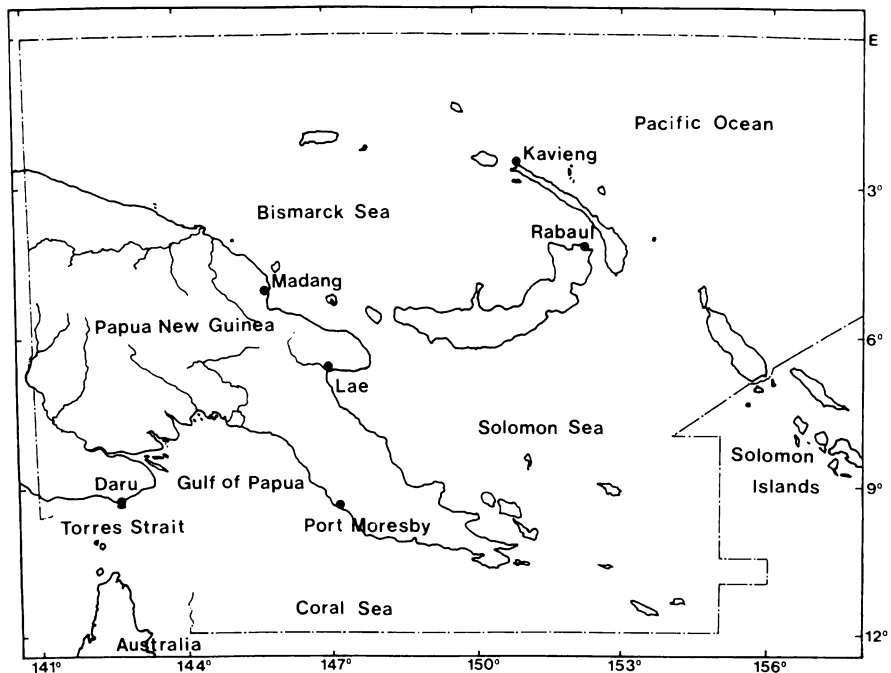 E
Pacific Ocean
Kavieng
3°
Bismarck Sea
Rabaul
Madang
Papua New Guinea
6°
Lae
Solomon Sea
Solomon
Islands
Daru
Gulf of Papua
9°
Torres Strait
Port Moresby
Coral Sea
Australia
12°
141°
144°
147°
150°
153°
156°